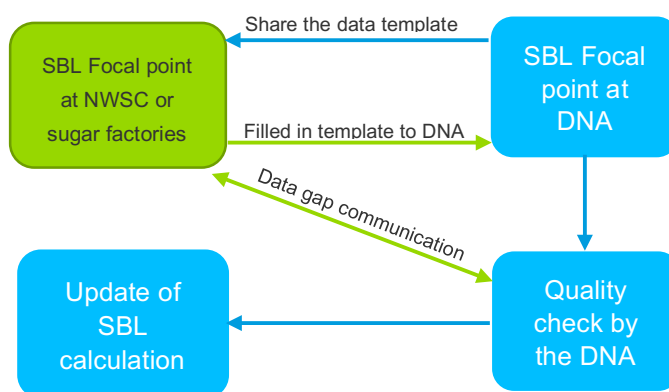 Share the data template
SBL Focal point
at NWSC or
sugar factories
SBL Focal
point at
DNA
Filled in template to DNA
Data gap communication
Update of
SBL
calculation
Quality
check by
the DNA